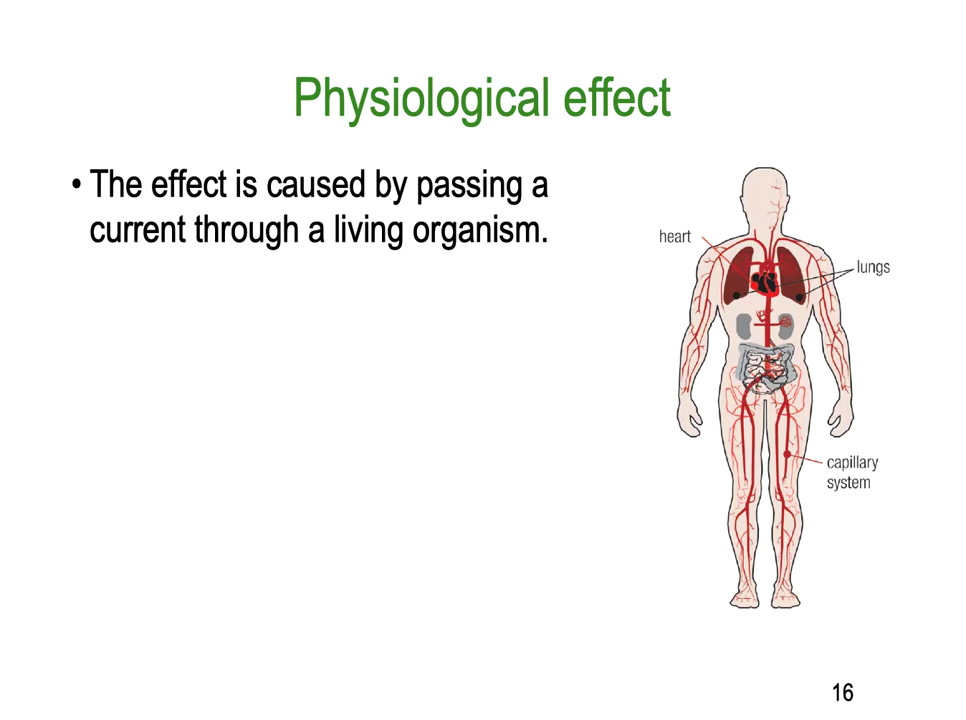 Physiological effect
• The effect is caused by passing a
current through a living organism.
heart
lungs
capillary
system
16